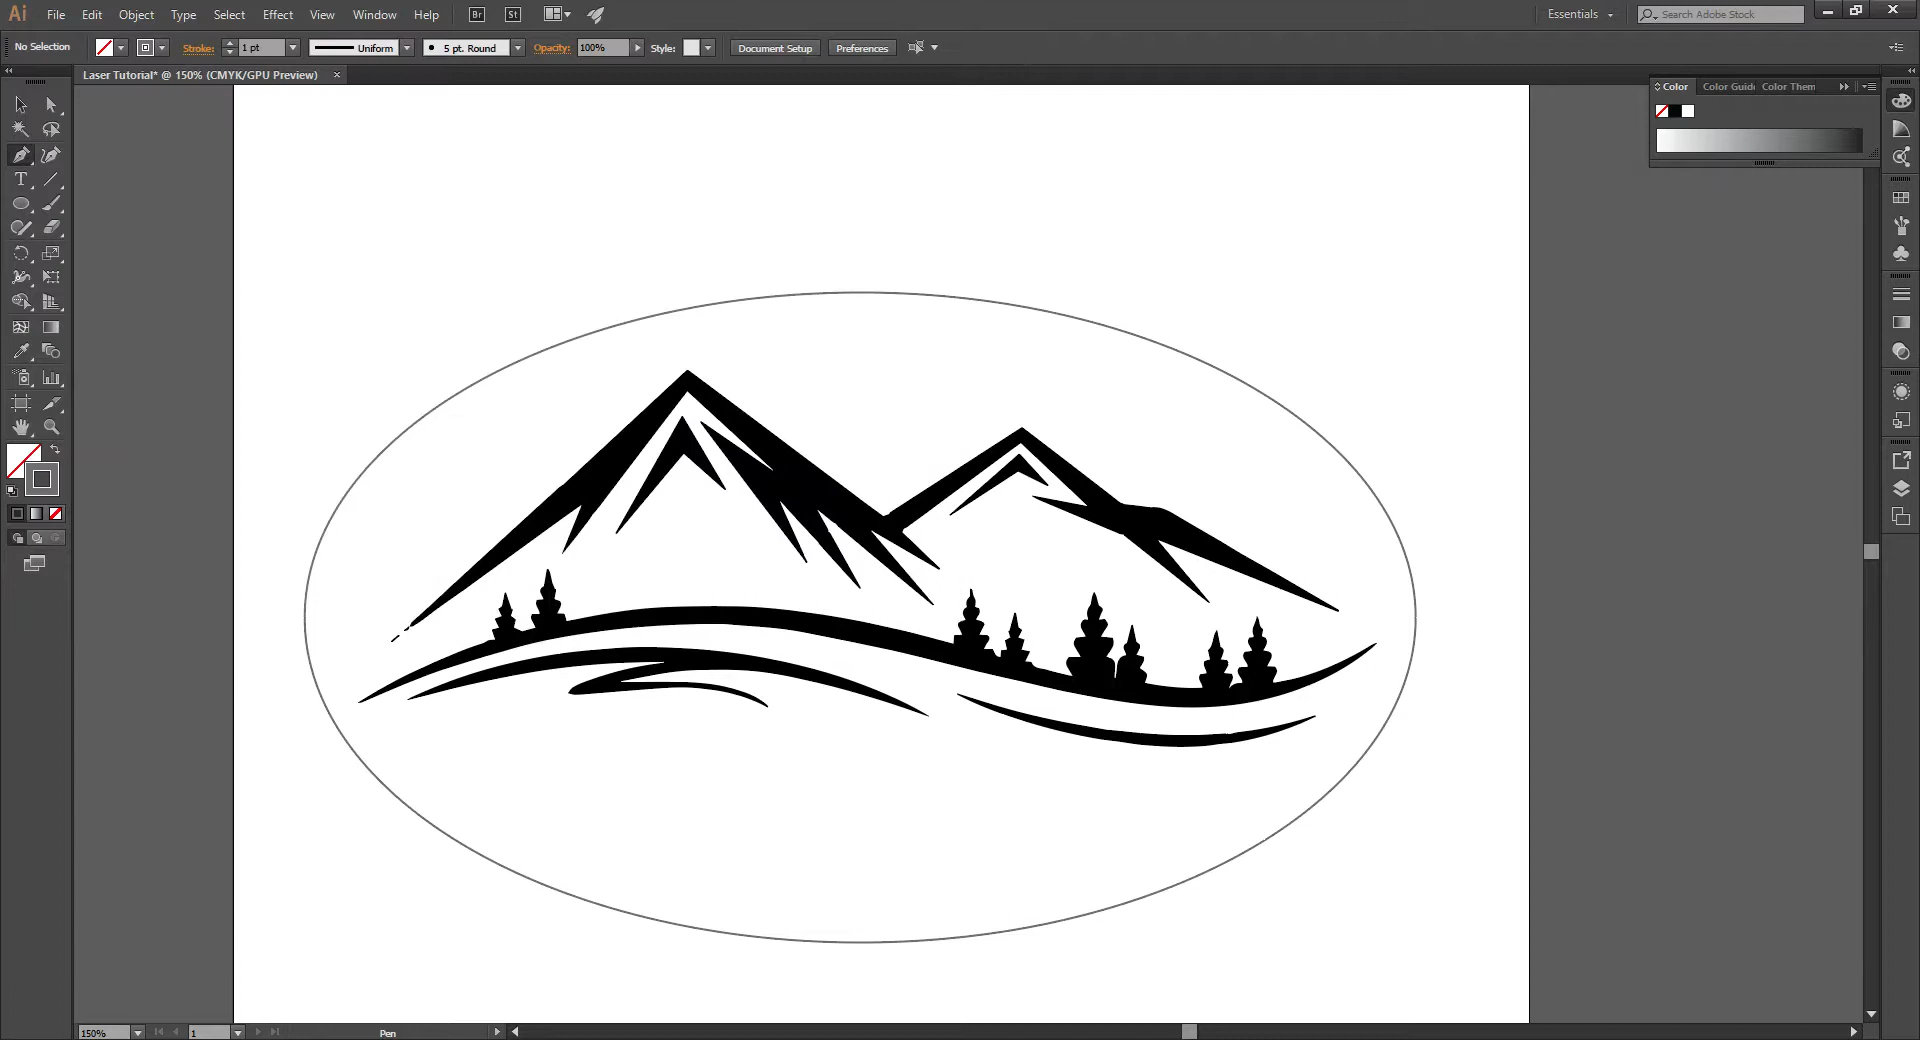 Ai File Edit Object Type Select Effect View Window Help Br St Essentials Search Adobe Stock
No Selection Stroke: 1 pt Uniform 5 pt. Round Opacity: 100% Style: Document Setup Preferences
Laser Tutorial* @ 150% (CMYK/GPU Preview) ×
Color Color Guid Color Them
150% 1 Pen